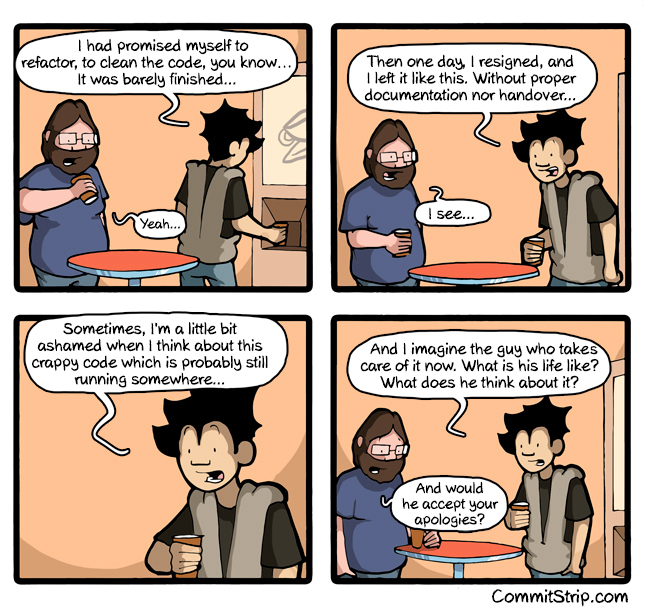 I had promised myself to
refactor, to clean the code, you know...
It was barely finished...
Yeah...
Then one day, I resigned, and
I left it like this. Without proper
documentation nor handover...
I see...
Sometimes, I'm a little bit
ashamed when I think about this
crappy code which is probably still
running somewhere...
And I imagine the guy who takes
care of it now. What is his life like?
What does he think about it?
And would
he accept your
apologies?
CommitStrip.com